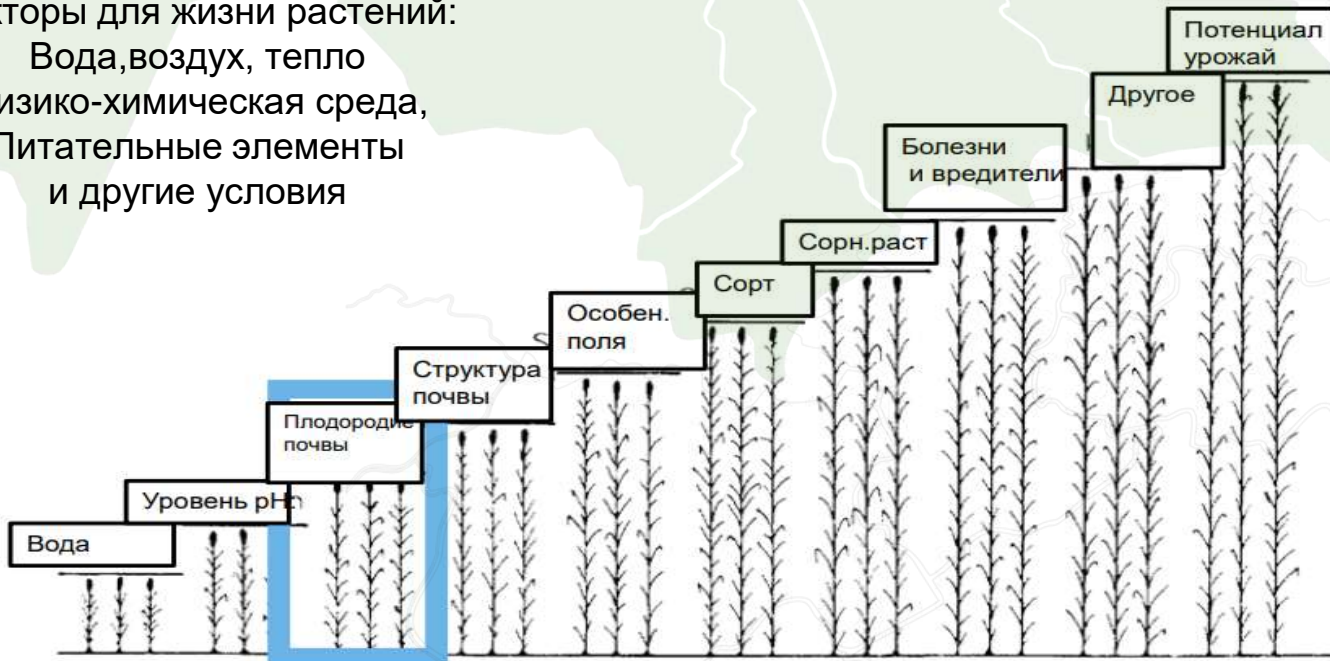 кторы для жизни растений:
Вода,воздух, тепло
изико-химическая среда,
Питательные элементы
и другие условия
Потенциал
урожай
Другое
Болезни
и вредители
Сорн.раст
Сорт
Особен.
поля
Структура
почвы
Плодородие
почвы
Уровень pH
Вода